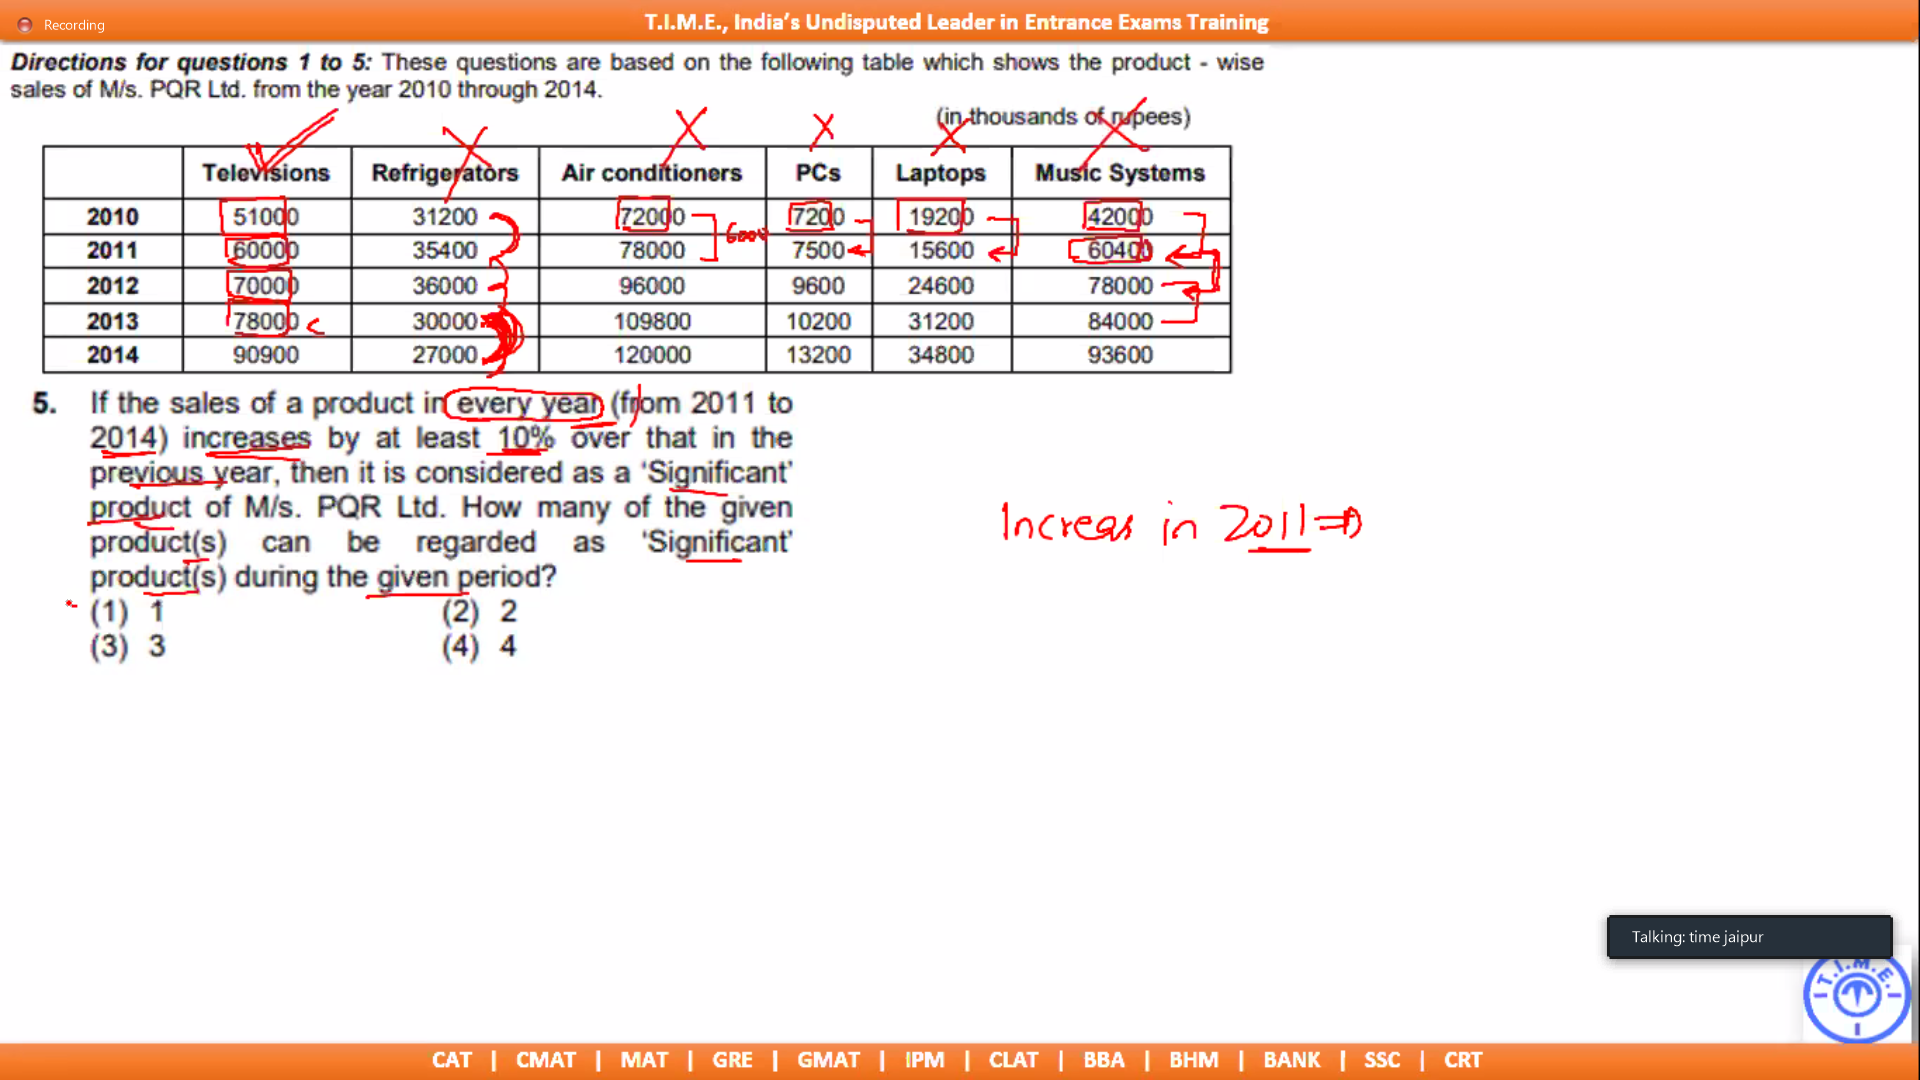 Recording
T.I.M.E., India's Undisputed Leader in Entrance Exams Training
Directions for questions 1 to 5: These questions are based on the following table which shows the product - wise
sales of M/s. PQR Ltd. from the year 2010 through 2014.
(in thousands of rupees)
Televisions Refrigerators Air conditioners PCs Laptops Music Systems
2010 51000 31200 72000 7200 19200 42000
6000
2011 60000 35400 78000 7500 15600 60400
2012 70000 36000 96000 9600 24600 78000
2013 78000 30000 109800 10200 31200 84000
2014 90900 27000 120000 13200 34800 93600
5. If the sales of a product in every year (from 2011 to
2014) increases by at least 10% over that in the
previous year, then it is considered as a 'Significant'
product of M/s. PQR Ltd. How many of the given
product(s) can be regarded as 'Significant'
product(s) during the given period?
(1) 1 (2) 2
(3) 3 (4) 4
Increas in 2011 ⇒
Talking: time jaipur
T.I.M.E.
CAT | CMAT | MAT | GRE | GMAT | IPM | CLAT | BBA | BHM | BANK | SSC | CRT